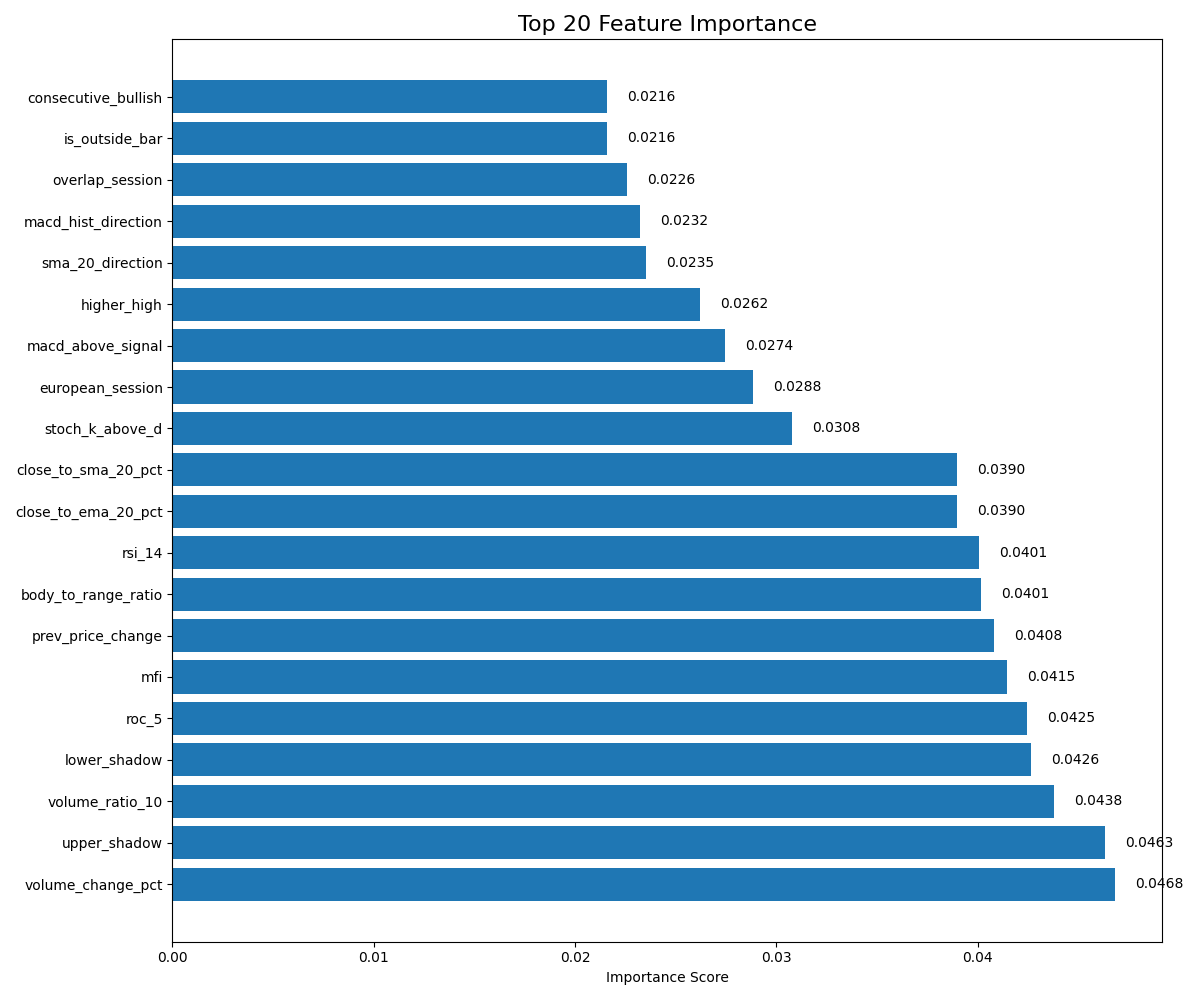 Top 20 Feature Importance
consecutive_bullish 0.0216
is_outside_bar 0.0216
overlap_session 0.0226
macd_hist_direction 0.0232
sma_20_direction 0.0235
higher_high 0.0262
macd_above_signal 0.0274
european_session 0.0288
stoch_k_above_d 0.0308
close_to_sma_20_pct 0.0390
close_to_ema_20_pct 0.0390
rsi_14 0.0401
body_to_range_ratio 0.0401
prev_price_change 0.0408
mfi 0.0415
roc_5 0.0425
lower_shadow 0.0426
volume_ratio_10 0.0438
upper_shadow 0.0463
volume_change_pct 0.0468
0.00 0.01 0.02 0.03 0.04
Importance Score